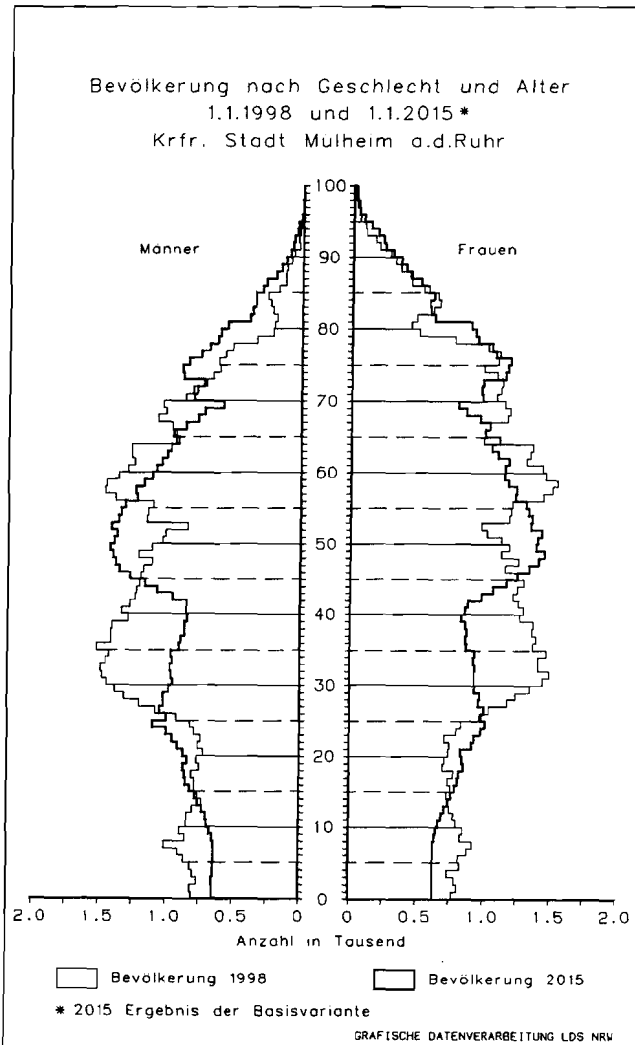 Bevölkerung nach Geschlecht und Alter
1.1.1998 und 1.1.2015*
Krfr. Stadt Mülheim a.d.Ruhr
100
Männer
Frauen
90
80
70
60
50
40
30
20
10
0
2.0 1.5 1.0 0.5 0 0 0.5 1.0 1.5 2.0
Anzahl in Tausend
Bevölkerung 1998 Bevölkerung 2015
* 2015 Ergebnis der Basisvariante
GRAFISCHE DATENVERARBEITUNG LDS NRW